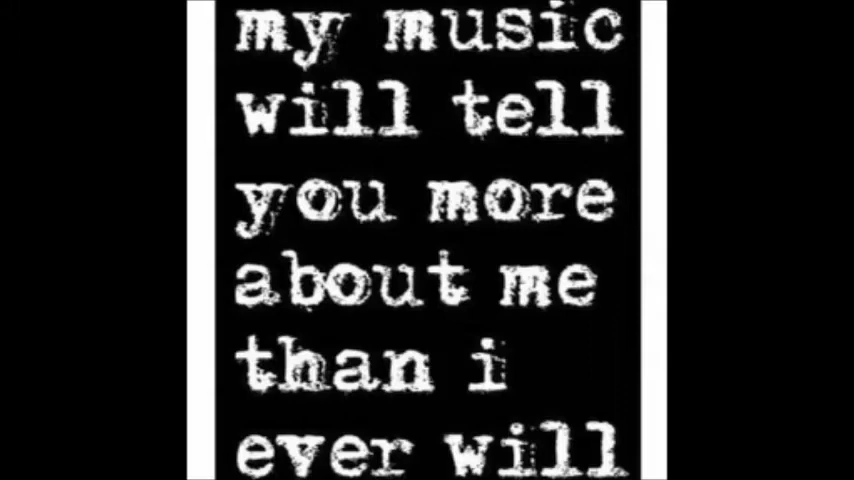 my music
will tell
you more
about me
than i
ever will